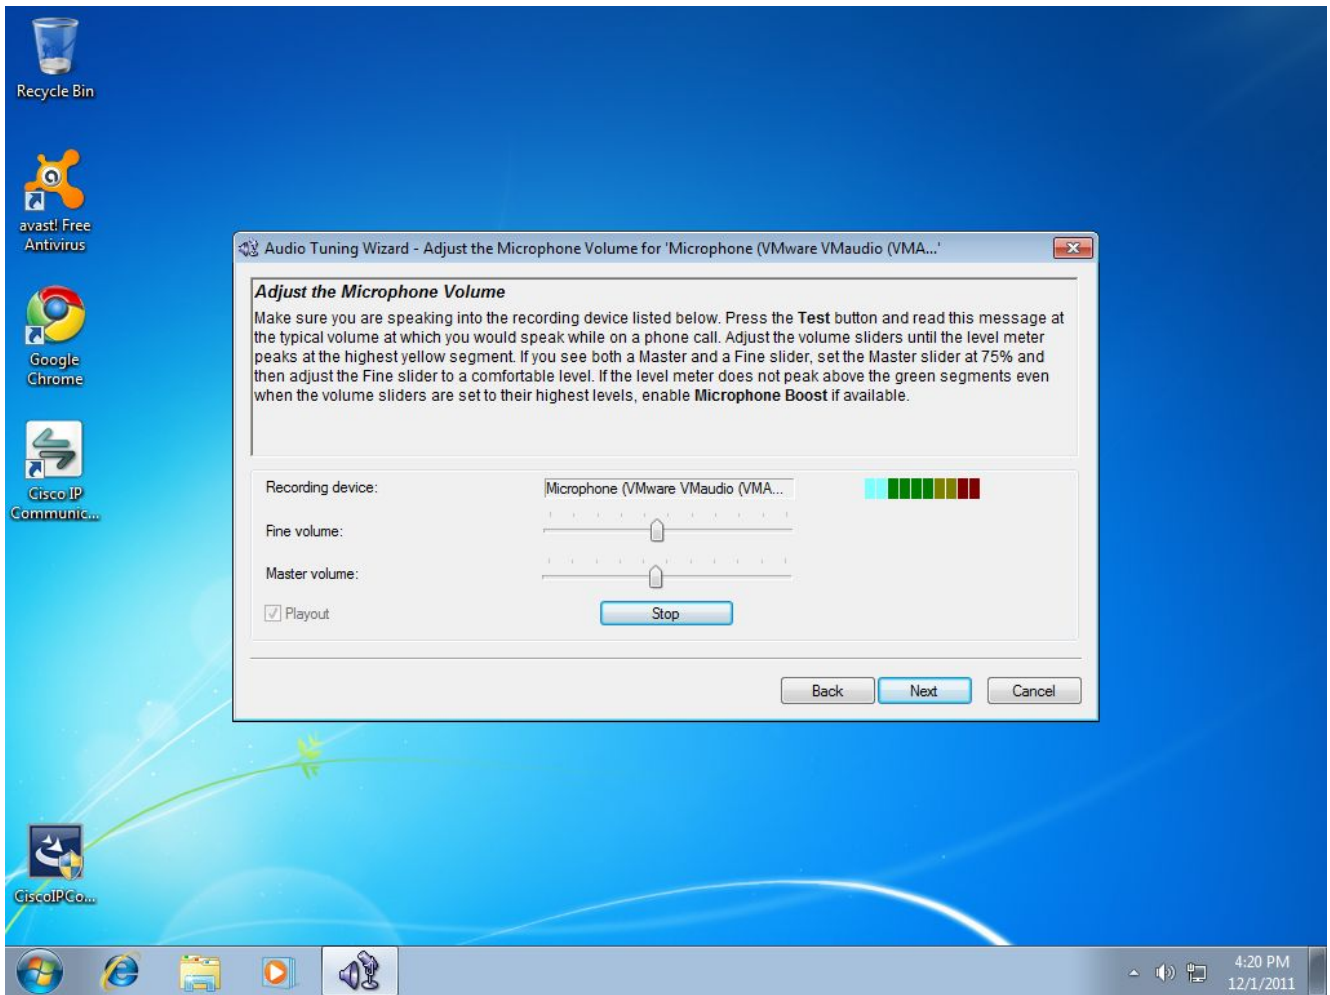 Recycle Bin
avast! Free
Antivirus
Google
Chrome
Cisco IP
Communic...
CiscoIPCo...
Audio Tuning Wizard - Adjust the Microphone Volume for 'Microphone (VMware VMaudio (VMA...'
Adjust the Microphone Volume
Make sure you are speaking into the recording device listed below. Press the Test button and read this message at
the typical volume at which you would speak while on a phone call. Adjust the volume sliders until the level meter
peaks at the highest yellow segment. If you see both a Master and a Fine slider, set the Master slider at 75% and
then adjust the Fine slider to a comfortable level. If the level meter does not peak above the green segments even
when the volume sliders are set to their highest levels, enable Microphone Boost if available.
Recording device:
Microphone (VMware VMaudio (VMA...
Fine volume:
Master volume:
Playout
Stop
Back
Next
Cancel
4:20 PM
12/1/2011